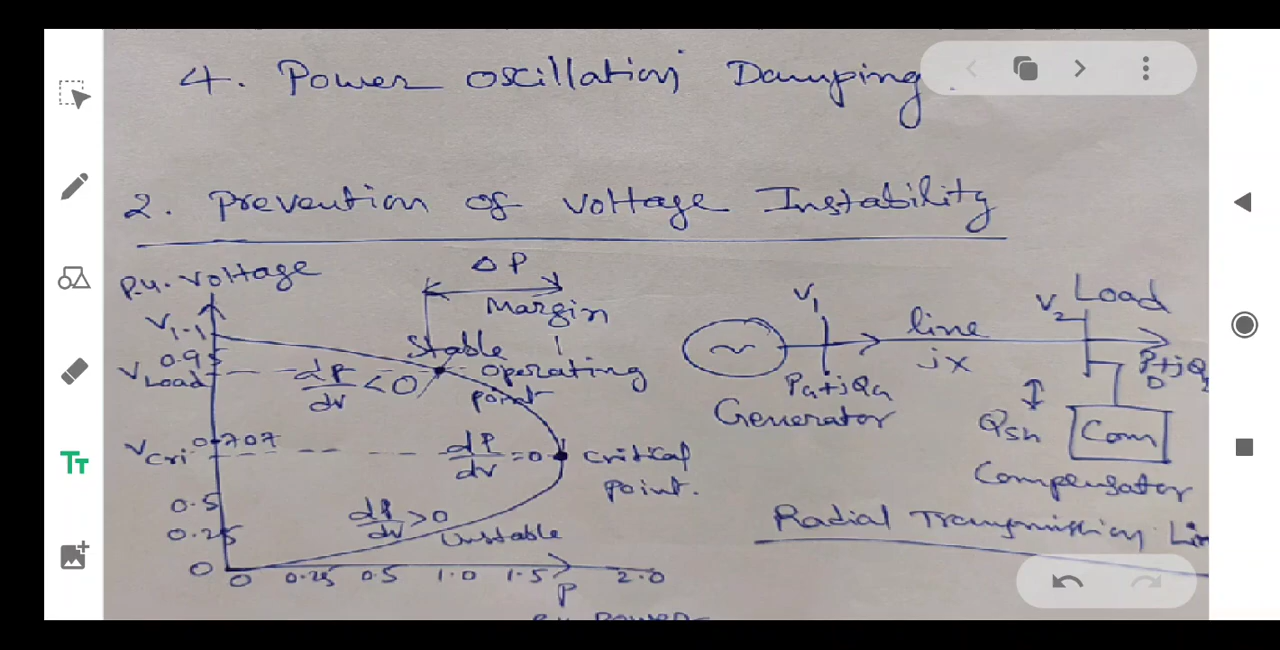 4. Power oscillation Damping.
2. Prevention of voltage Instability
P.u. voltage
V1-1
0.95
VLoad
Vcri 0.707
0.5
0.25
0
ΔP
Margin
Stable
operating
point
dP/dv <0
dP/dv =0
critical
point.
dP/dv >0
Unstable
0 0.25 0.5 1.0 1.5 2.0
P
V1
Generator
line
jx
V2 Load
Qsh
Com
Compensator
Radial Transmission
Tт